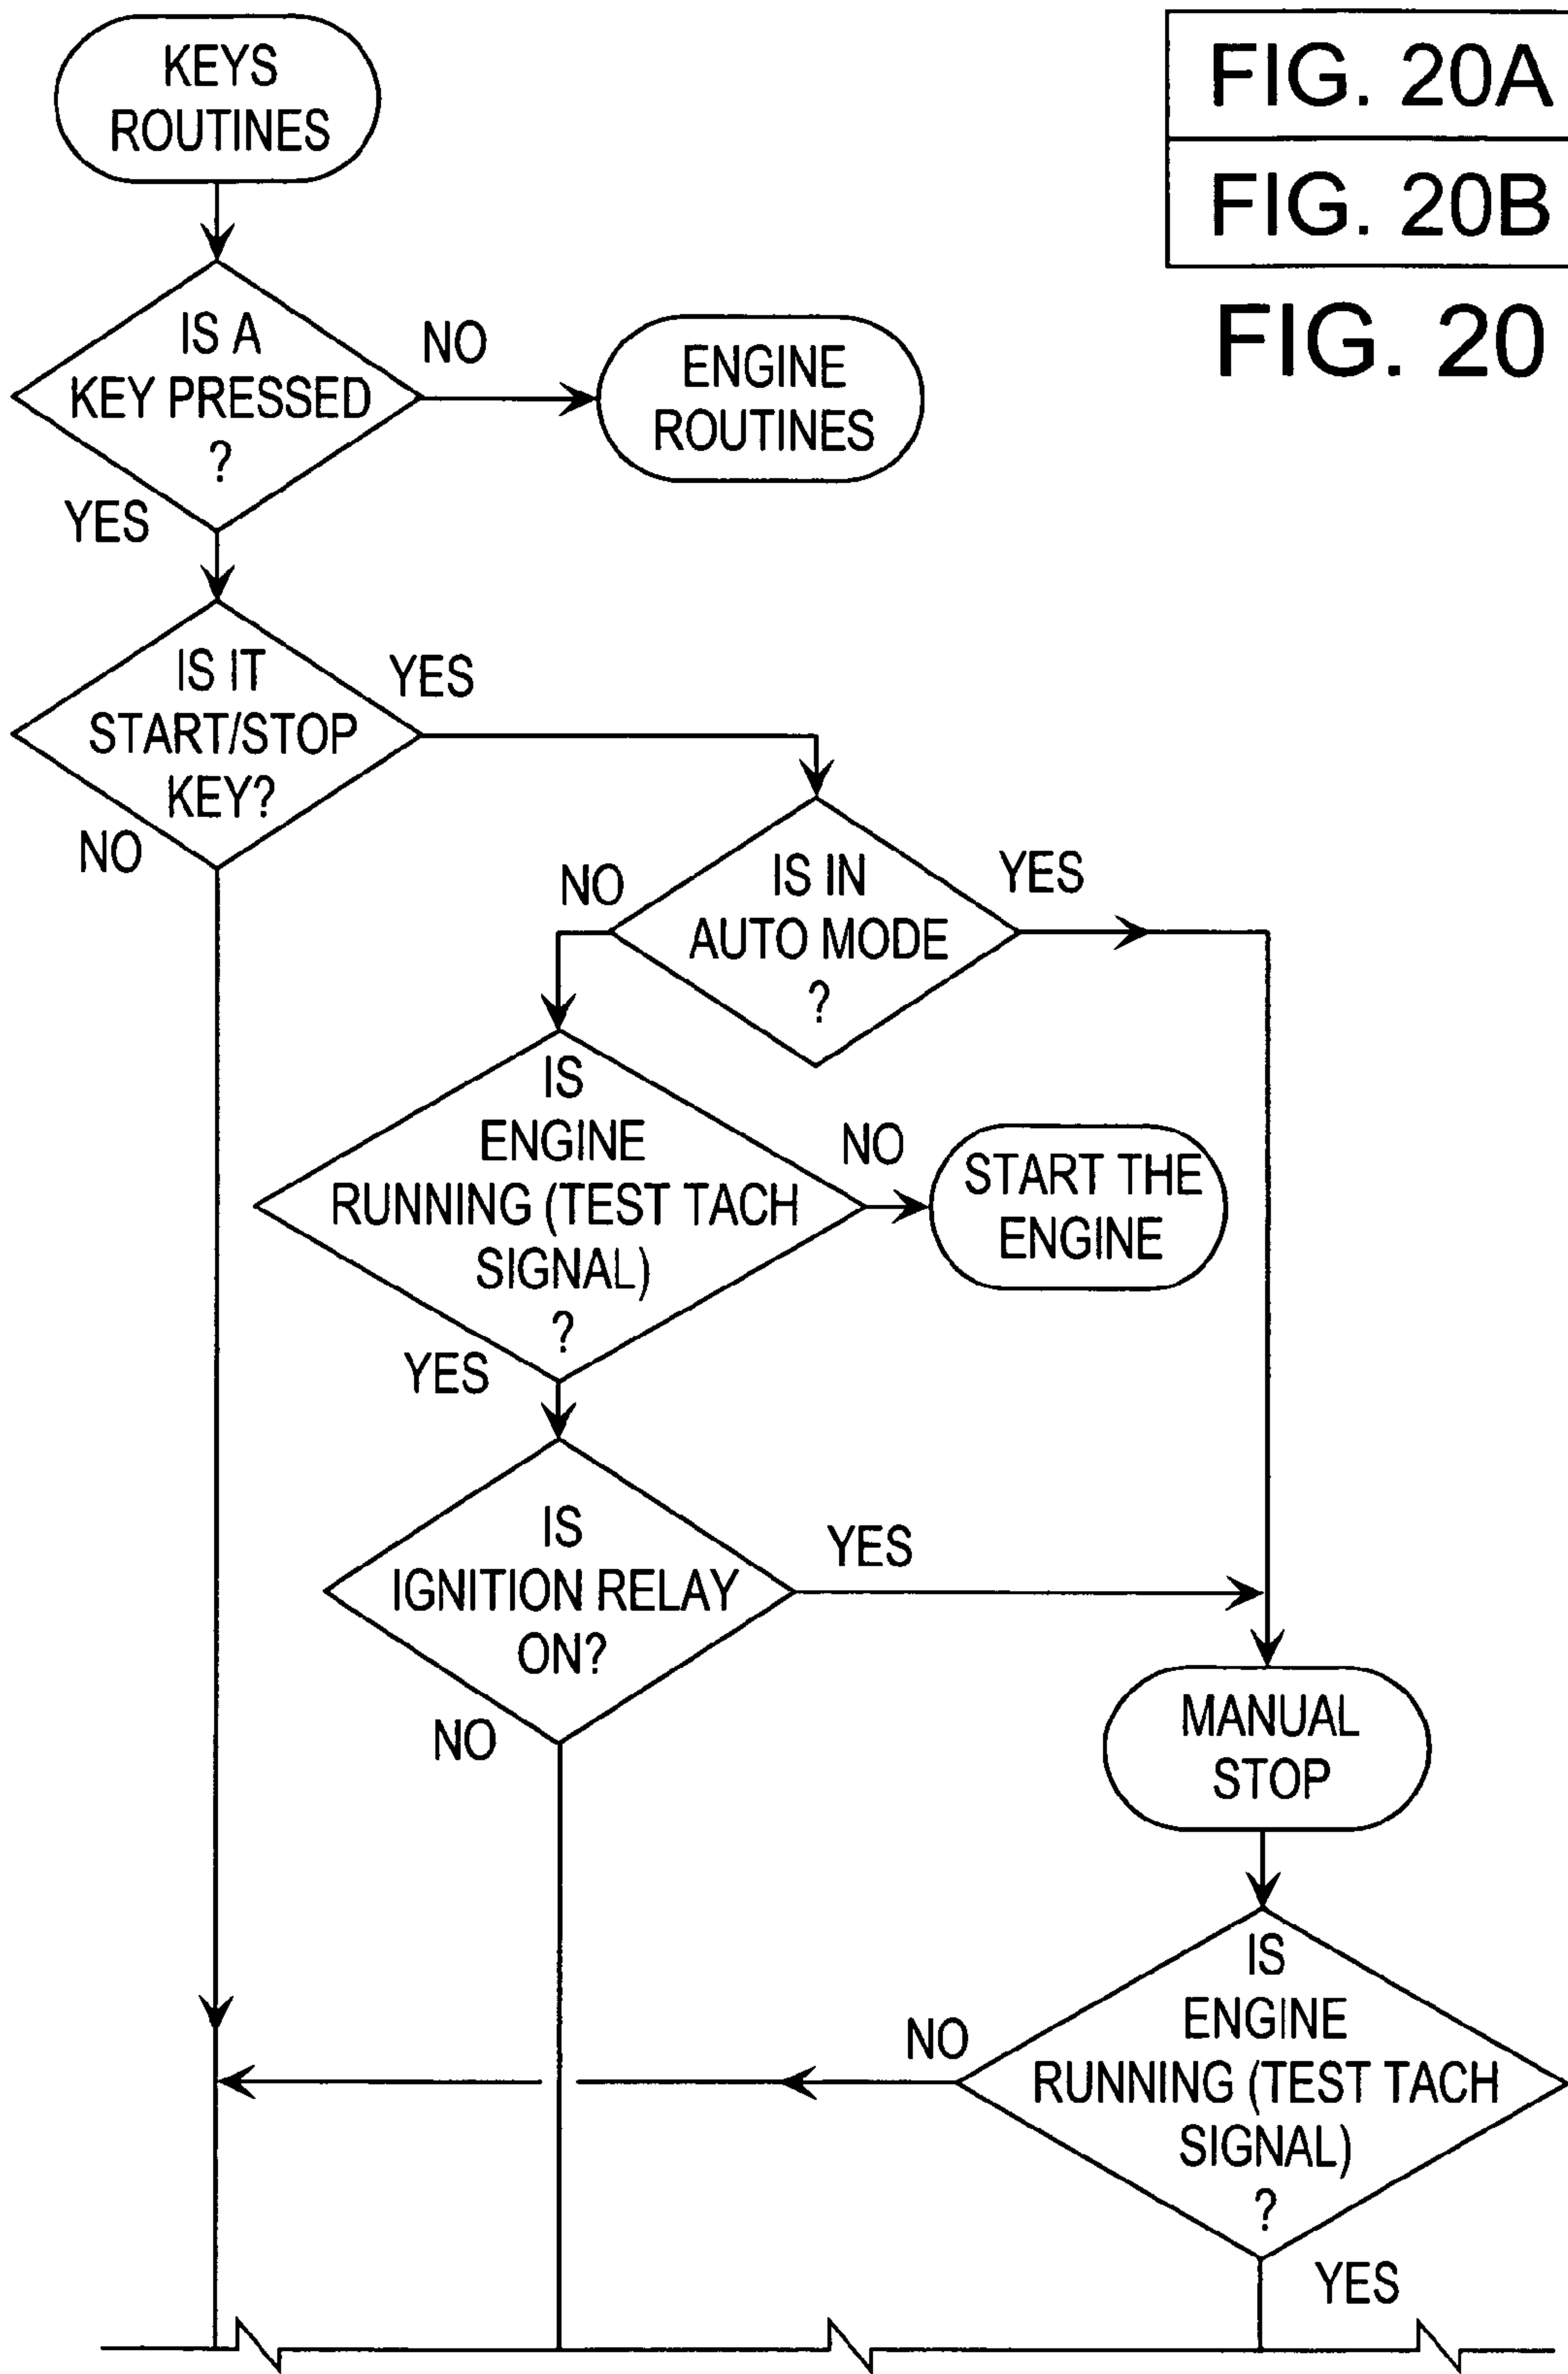 KEYS
ROUTINES
FIG. 20A
FIG. 20B
FIG. 20
IS A
KEY PRESSED
?
NO
ENGINE
ROUTINES
YES
IS IT
START/STOP
KEY?
YES
NO
IS IN
AUTO MODE
?
NO
YES
IS
ENGINE
RUNNING (TEST TACH
SIGNAL)
?
NO
START THE
ENGINE
YES
IS
IGNITION RELAY
ON?
YES
NO
MANUAL
STOP
IS
ENGINE
RUNNING (TEST TACH
SIGNAL)
?
NO
YES